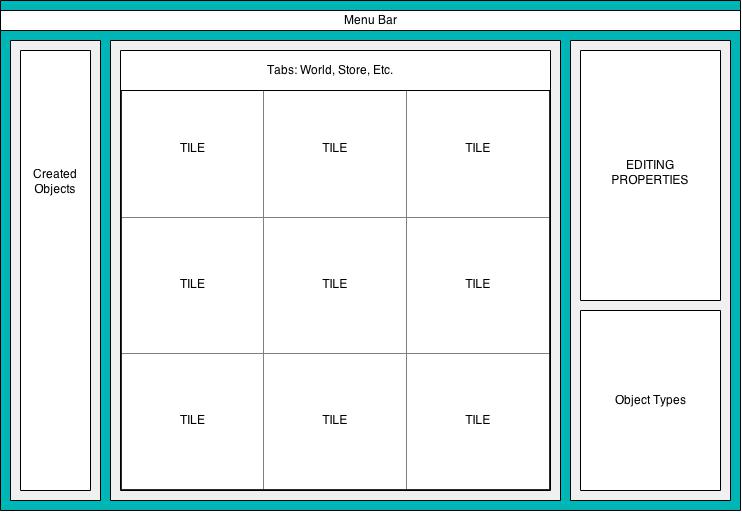 Menu Bar
Tabs: World, Store, Etc.
Created
Objects
TILE
TILE
TILE
TILE
TILE
TILE
TILE
TILE
TILE
EDITING
PROPERTIES
Object Types